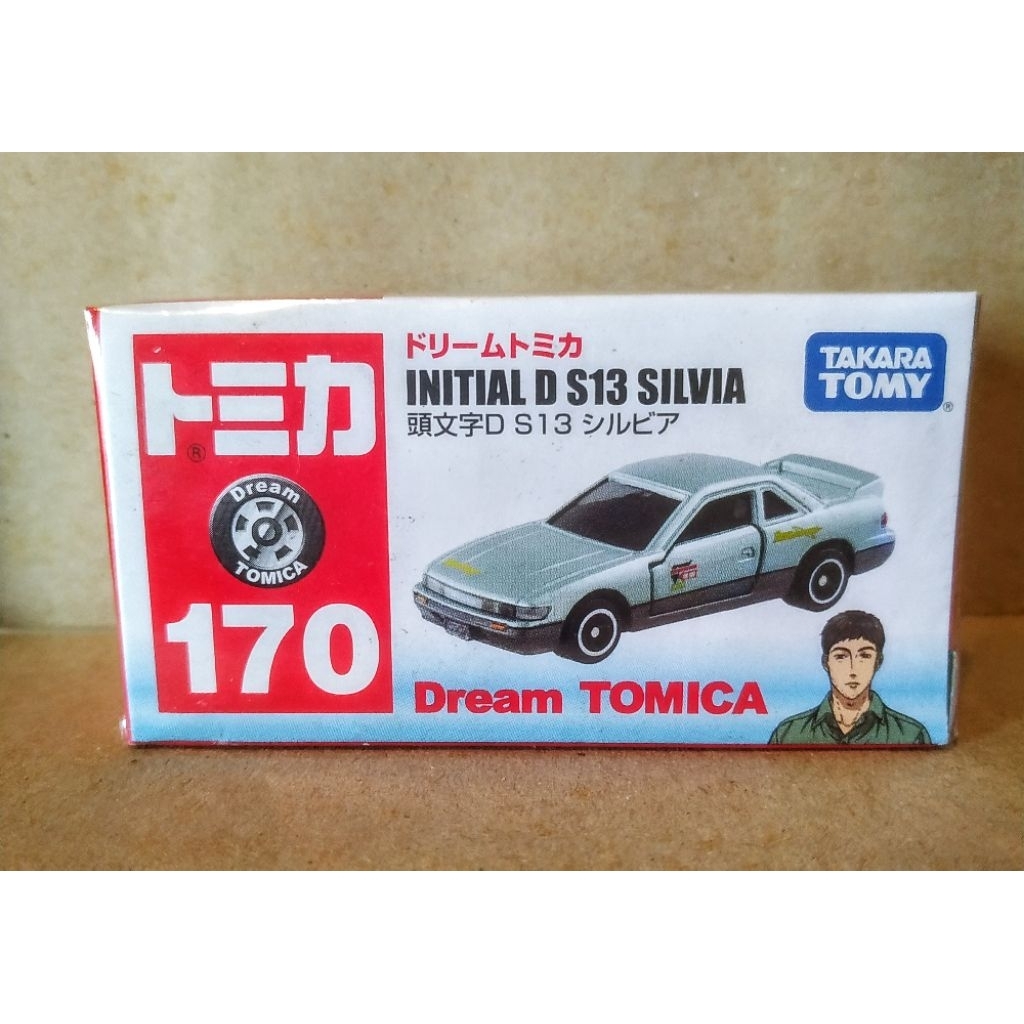 トミカ
®
Dream
TOMICA
170
ドリームトミカ
INITIAL D S13 SILVIA
頭文字D S13 シルビア
TAKARA
TOMY®
Dream TOMICA